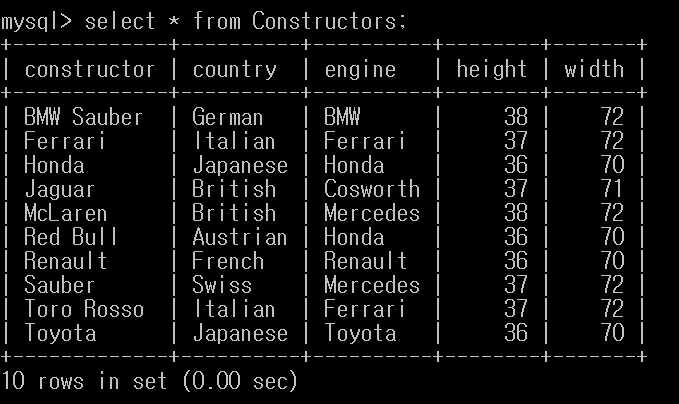 mysql> select * from Constructors;
+-------------+----------+----------+--------+-------+
| constructor | country  | engine   | height | width |
+-------------+----------+----------+--------+-------+
| BMW Sauber  | German   | BMW      |     38 |    72 |
| Ferrari     | Italian  | Ferrari  |     37 |    72 |
| Honda       | Japanese | Honda    |     36 |    70 |
| Jaguar      | British  | Cosworth |     37 |    71 |
| McLaren     | British  | Mercedes |     38 |    72 |
| Red Bull    | Austrian | Honda    |     36 |    70 |
| Renault     | French   | Renault  |     36 |    70 |
| Sauber      | Swiss    | Mercedes |     37 |    72 |
| Toro Rosso  | Italian  | Ferrari  |     37 |    72 |
| Toyota      | Japanese | Toyota   |     36 |    70 |
+-------------+----------+----------+--------+-------+
10 rows in set (0.00 sec)